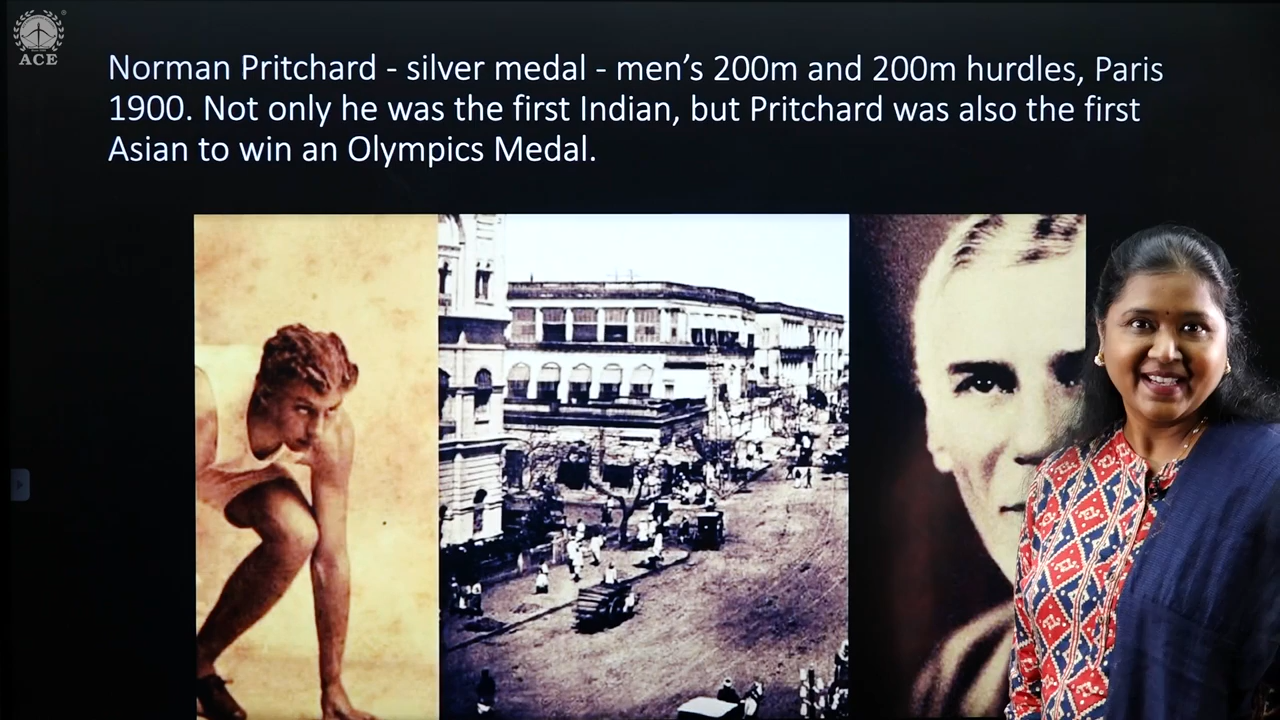 ACE
Norman Pritchard - silver medal - men's 200m and 200m hurdles, Paris
1900. Not only he was the first Indian, but Pritchard was also the first
Asian to win an Olympics Medal.